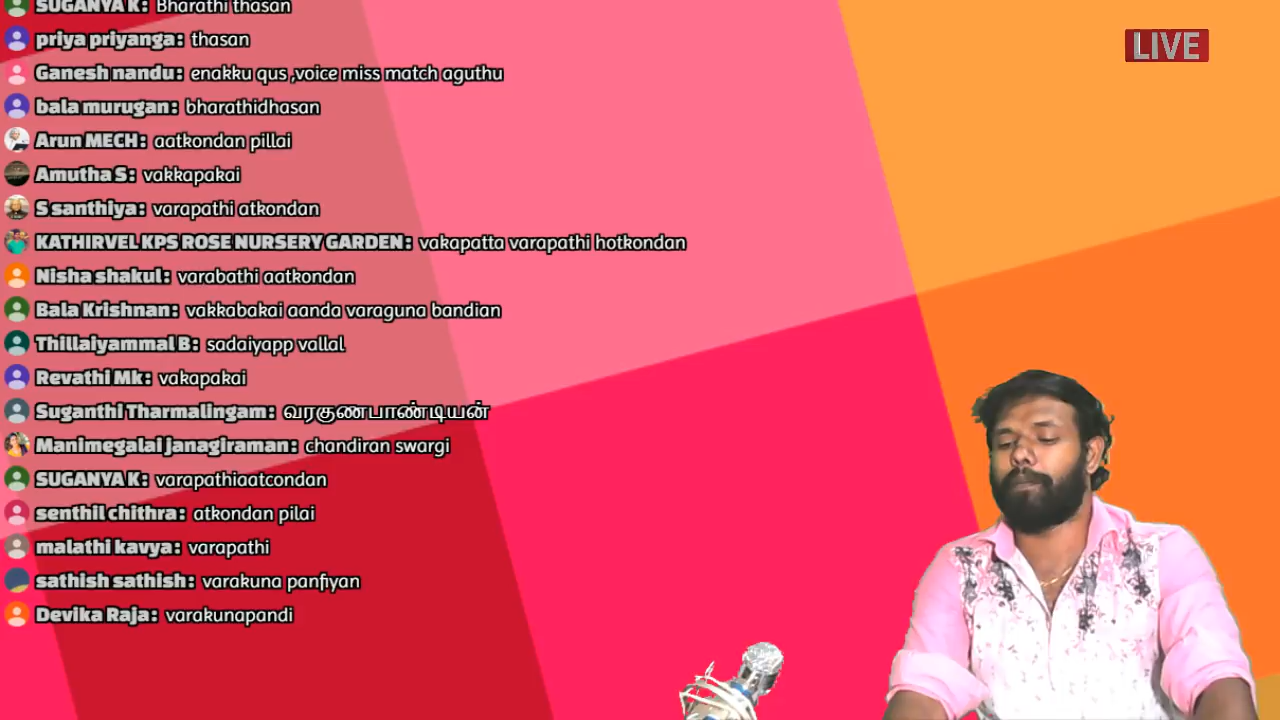 SUGANYA K: Bharathi thasan
LIVE
priya priyanga: thasan
Ganesh nandu: enakku qus ,voice miss match aguthu
bala murugan: bharathidhasan
Arun MECH: aatkondan pillai
Amutha S: vakkapakai
S santhiya: varapathi atkondan
KATHIRVEL KPS ROSE NURSERY GARDEN: vakapatta varapathi hotkondan
Nisha shakul: varabathi aatkondan
Bala Krishnan: vakkabakai aanda varaguna bandian
Thillaiyammal B: sadaiyapp vallal
Revathi Mk: vakapakai
Suganthi Tharmalingam: வரகுணபாண்டியன்
Manimegalai janagiraman: chandiran swargi
SUGANYA K: varapathiaatcondan
senthil chithra: atkondan pilai
malathi kavya: varapathi
sathish sathish: varakuna panfiyan
Devika Raja: varakunapandi